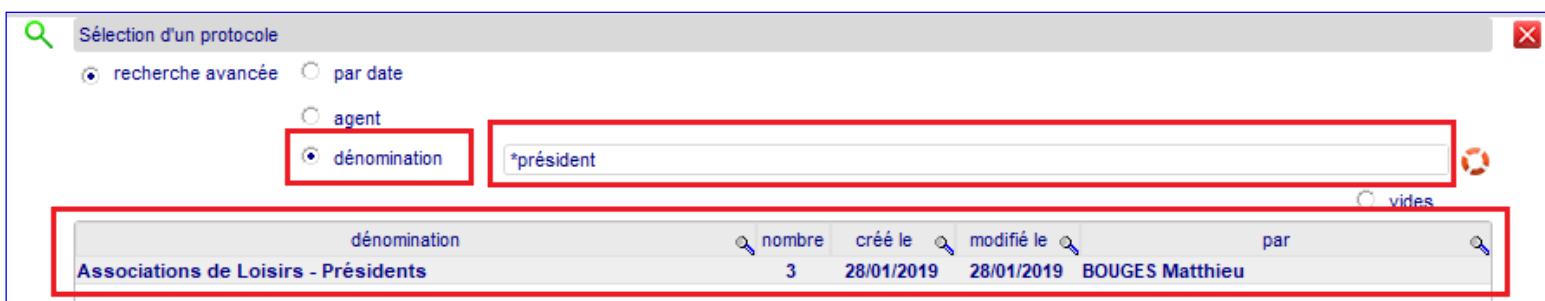 Sélection d'un protocole
recherche avancée par date
agent
dénomination *président
vides
dénomination nombre créé le modifié le par
Associations de Loisirs - Présidents 3 28/01/2019 28/01/2019 BOUGES Matthieu